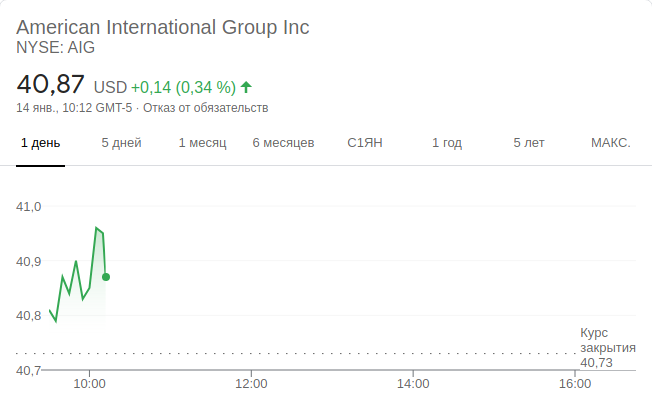 American International Group Inc
NYSE: AIG
40,87 USD +0,14 (0,34 %)
14 янв., 10:12 GMT-5 · Отказ от обязательств
1 день 5 дней 1 месяц 6 месяцев С1ЯН 1 год 5 лет МАКС.
41,0
40,9
40,8
Курс
закрытия
40,73
40,7
10:00 12:00 14:00 16:00